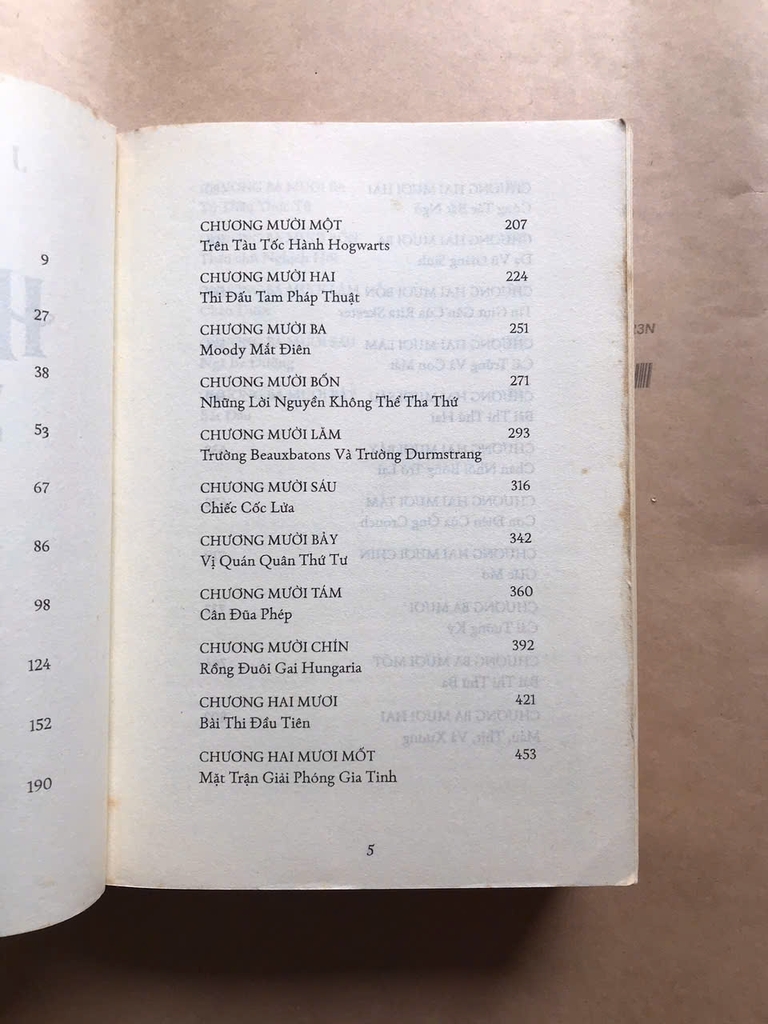 9
27
38
53
67
86
98
124
152
190
CHƯƠNG MƯỜI MỘT 207
Trên Tàu Tốc Hành Hogwarts
CHƯƠNG MƯỜI HAI 224
Thi Đấu Tam Pháp Thuật
CHƯƠNG MƯỜI BA 251
Moody Mắt Điên
CHƯƠNG MƯỜI BỐN 271
Những Lời Nguyền Không Thể Tha Thứ
CHƯƠNG MƯỜI LĂM 293
Trường Beauxbatons Và Trường Durmstrang
CHƯƠNG MƯỜI SÁU 316
Chiếc Cốc Lửa
CHƯƠNG MƯỜI BẢY 342
Vị Quán Quân Thứ Tư
CHƯƠNG MƯỜI TÁM 360
Cân Đũa Phép
CHƯƠNG MƯỜI CHÍN 392
Rồng Đuôi Gai Hungaria
CHƯƠNG HAI MƯƠI 421
Bài Thi Đầu Tiên
CHƯƠNG HAI MƯƠI MỐT 453
Mặt Trận Giải Phóng Gia Tinh
5